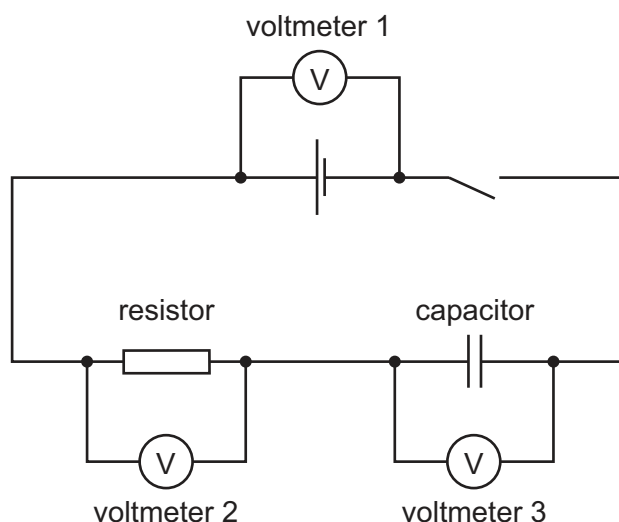 voltmeter 1
V
resistor
capacitor
V
V
voltmeter 2
voltmeter 3